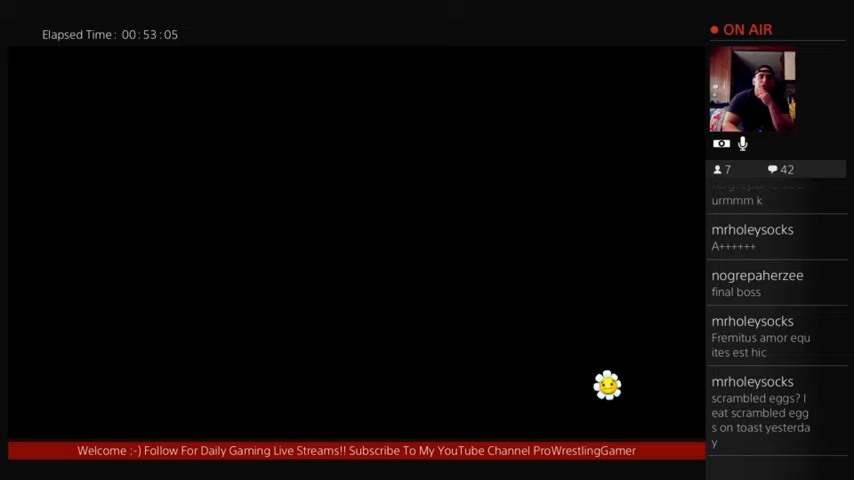 Elapsed Time: 00:53:05
ON AIR
7 42
nogrepaherzee
urmmm k
mrholeysocks
A++++++
nogrepaherzee
final boss
mrholeysocks
Fremitus amor equ
ites est hic
mrholeysocks
scrambled eggs? I
eat scrambled egg
s on toast yesterda
y
Welcome :-) Follow For Daily Gaming Live Streams!! Subscribe To My YouTube Channel ProWrestlingGamer